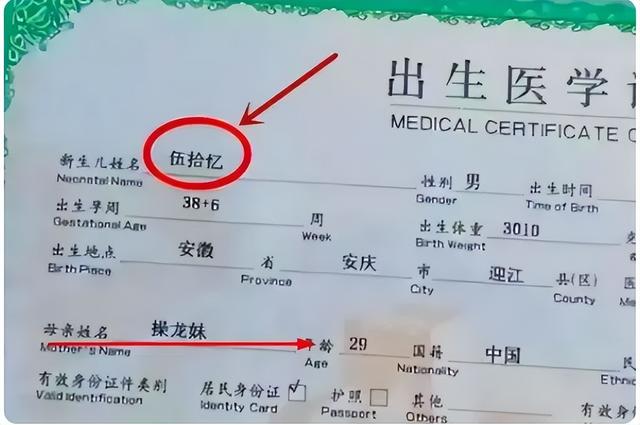 出生医学
MEDICAL CERTIFICATE
新生儿姓名 伍拾亿 性别 男 出生时间
Neonatal Name Gender Time of Birth
出生孕周 38+6 周 出生体重 3010
Gestational Age Week Birth Weight
出生地点 安徽 省 安庆 市 迎江 县(区)
Birth Place Province City County
母亲姓名 操龙妹 年龄 29 国籍 中国
Mother's Name Age Nationality
有效身份证件类别 居民身份证 护照 其他
Valid Identification Identity Card Passport Others